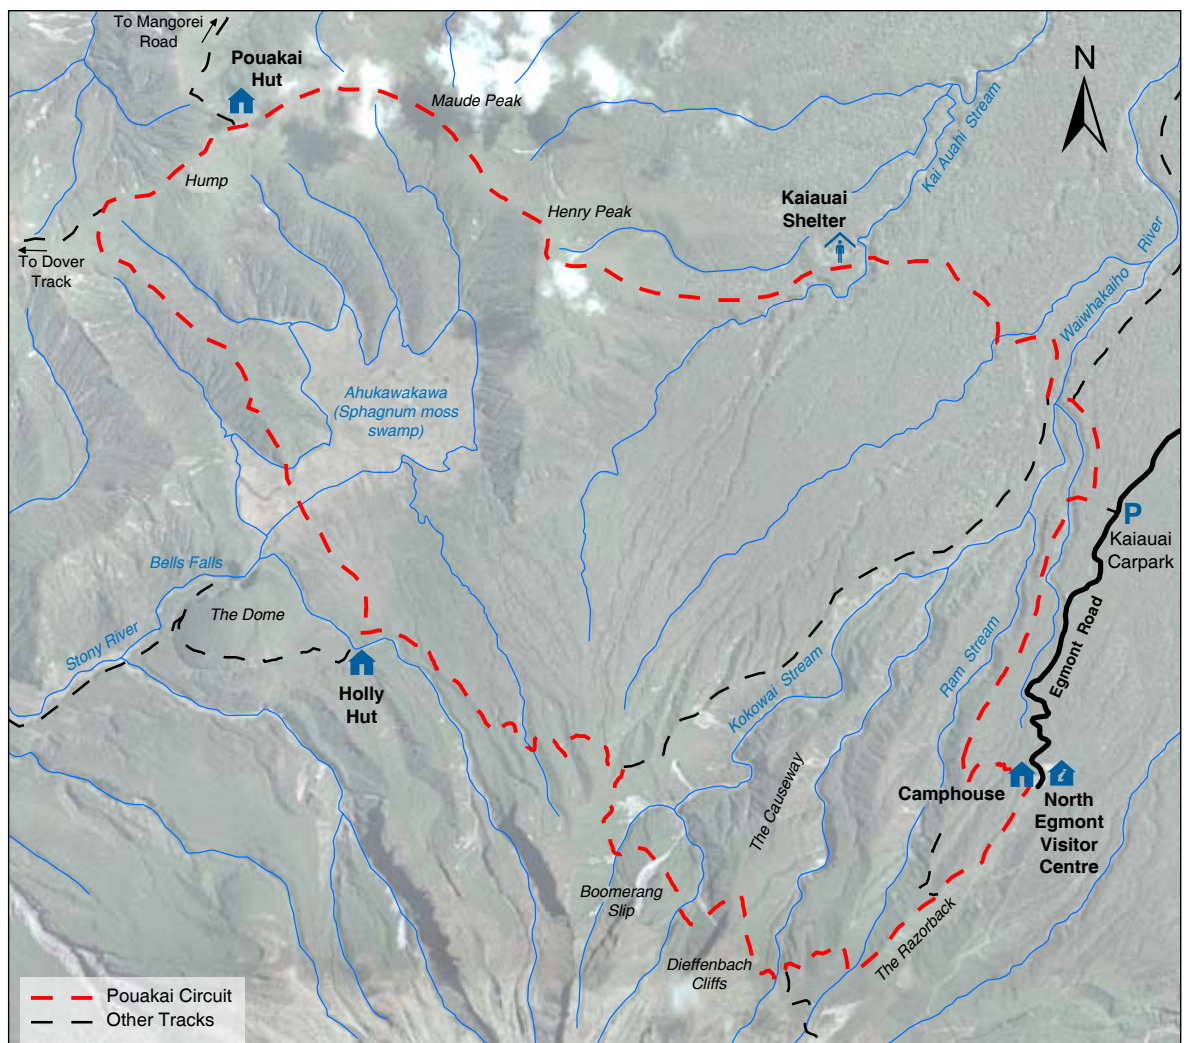 To Mangorei
Road
Pouakai
Hut
Maude Peak
N
Kai Auahi Stream
Hump
Kaiauai
Shelter
Henry Peak
River
Waiwhakaiho
To Dover
Track
Ahukawakawa
(Sphagnum moss
swamp)
P
Kaiauai
Carpark
Bells Falls
The Dome
Stony River
Egmont Road
Ram Stream
Kokowai Stream
Holly
Hut
The Causeway
Camphouse
North
Egmont
Visitor
Centre
Boomerang
Slip
The Razorback
Dieffenbach
Cliffs
Pouakai Circuit
Other Tracks